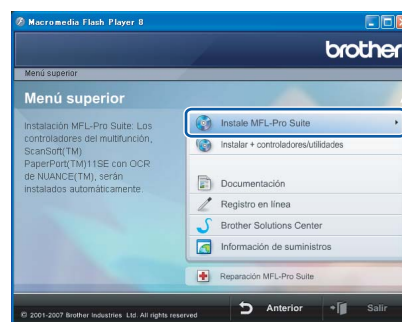 Macromedia Flash Player 8
brother
Menú superior
Menú superior
Instalación MFL-Pro Suite: Los
controladores del multifunción,
ScanSoft(TM)
PaperPort(TM)11SE con OCR
de NUANCE(TM), serán
instalados automáticamente.
Instale MFL-Pro Suite
Instalar + controladores/utilidades
Documentación
Registro en línea
Brother Solutions Center
Información de suministros
Reparación MFL-Pro Suite
© 2001-2007 Brother Industries Ltd. All rights reserved
Anterior
Salir